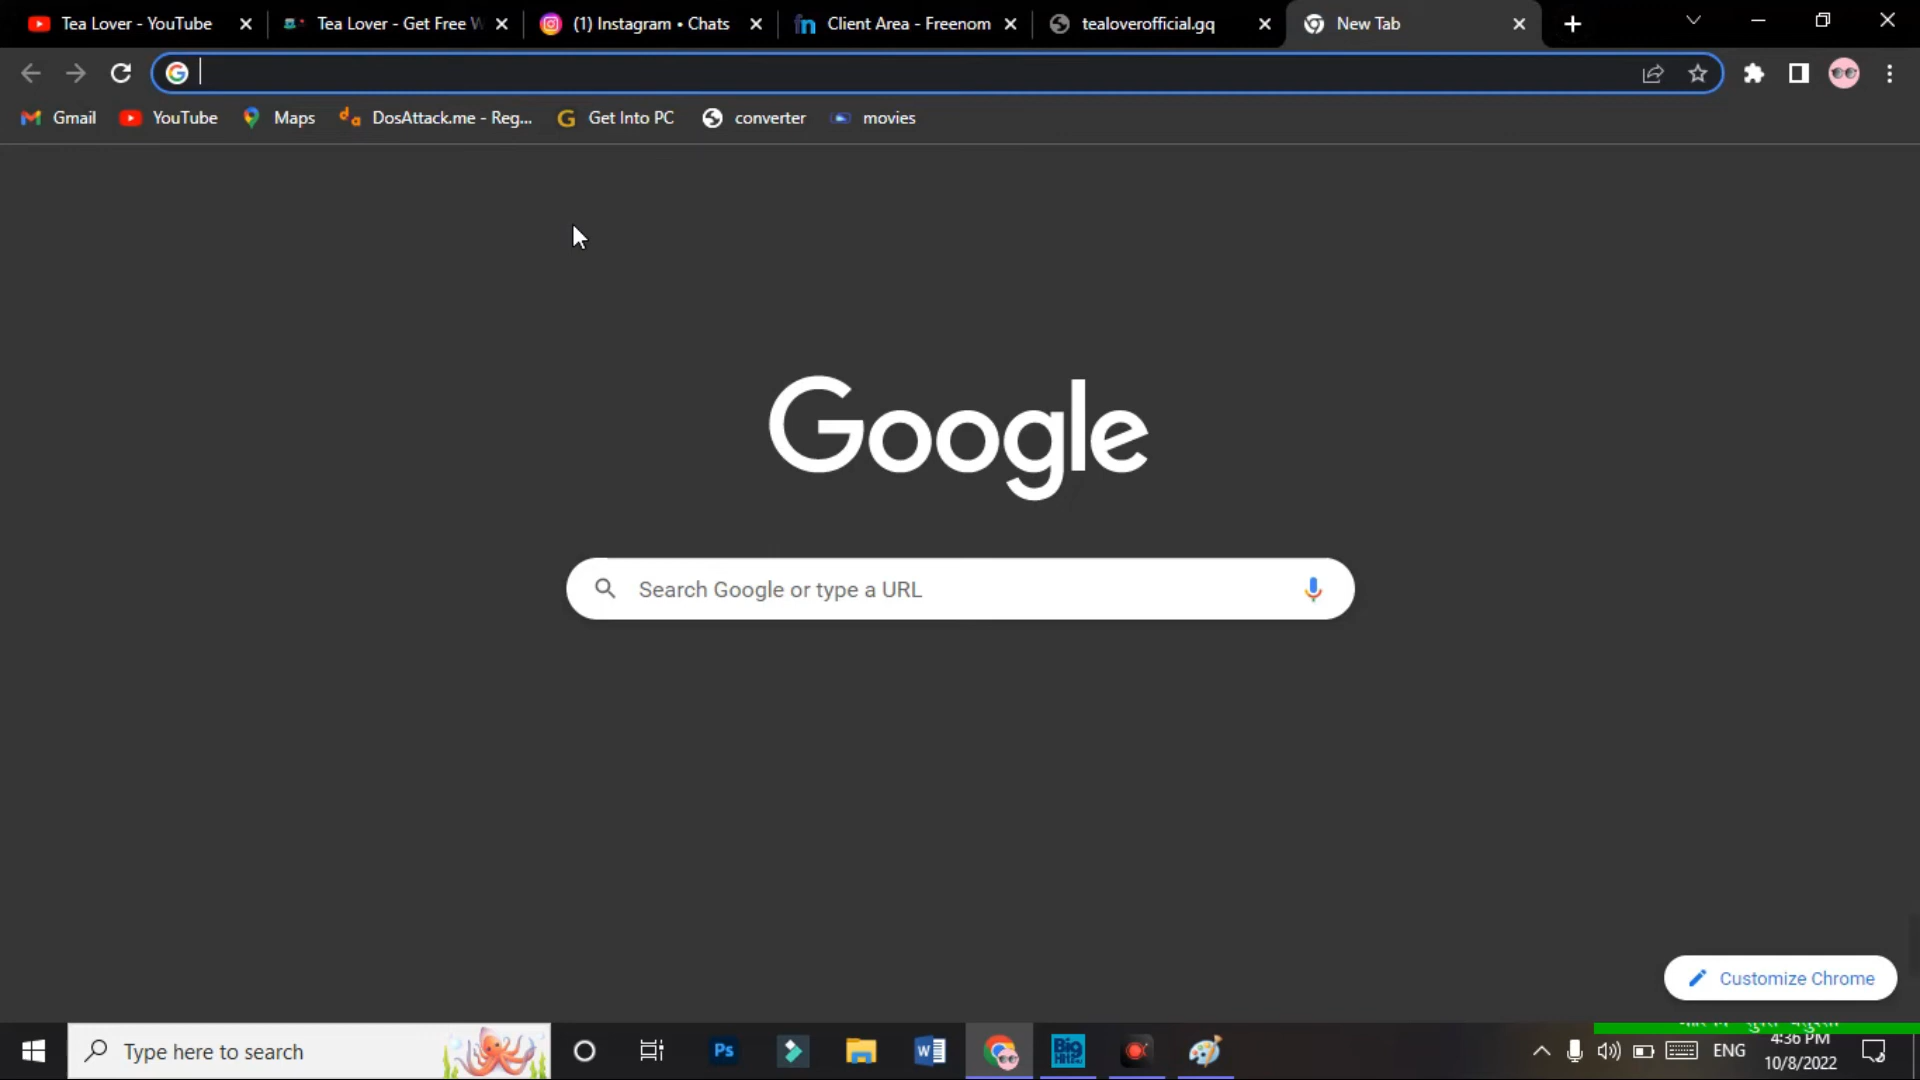 Tea Lover - YouTube
Tea Lover - Get Free W
(1) Instagram • Chats
Client Area - Freenom
tealoverofficial.gq
New Tab
Gmail
YouTube
Maps
DosAttack.me - Reg...
Get Into PC
converter
movies
Google
Search Google or type a URL
Customize Chrome
Type here to search
Ps
Big
ENG
4:36 PM
10/8/2022